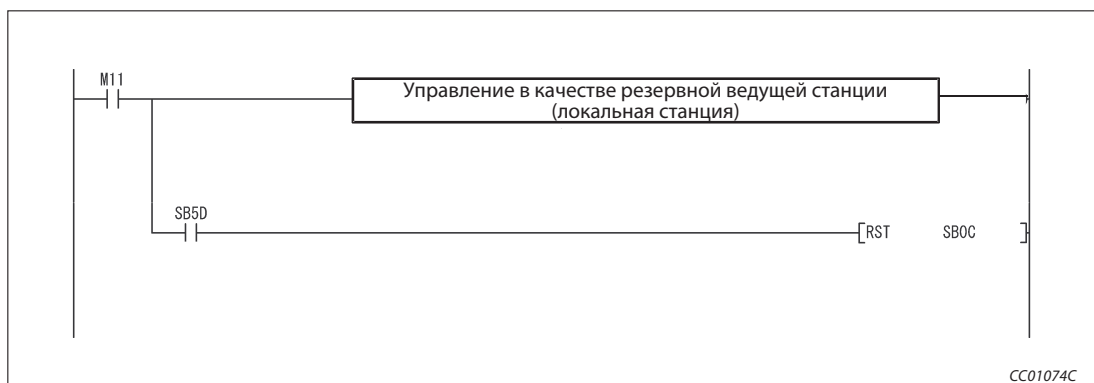 M11
Управление в качестве резервной ведущей станции
(локальная станция)
SB5D
[RST SB0C ]
CC01074C